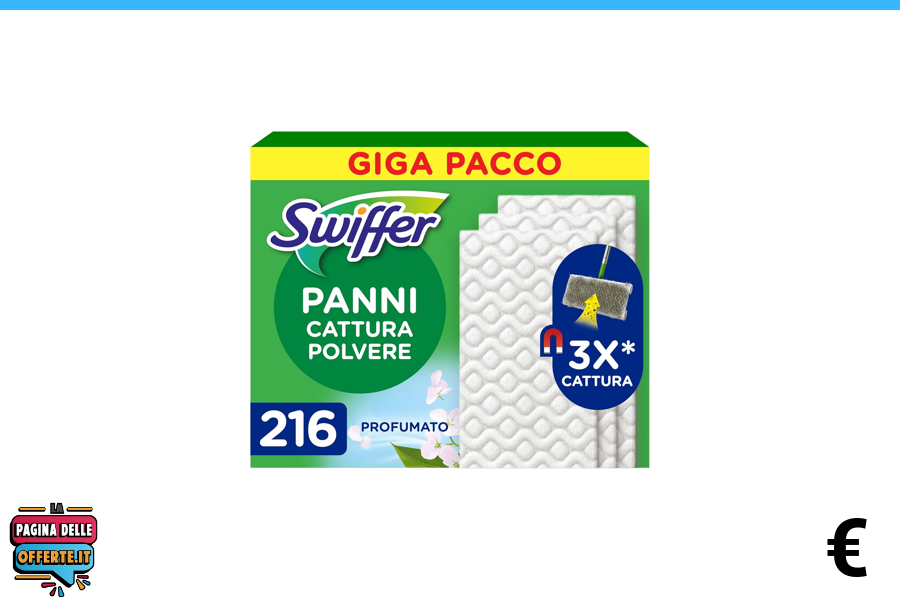 GIGA PACCO
Swiffer
PANNI
CATTURA
POLVERE
3X*
CATTURA
216
PROFUMATO
LA
PAGINA DELLE
OFFERTE.IT
€